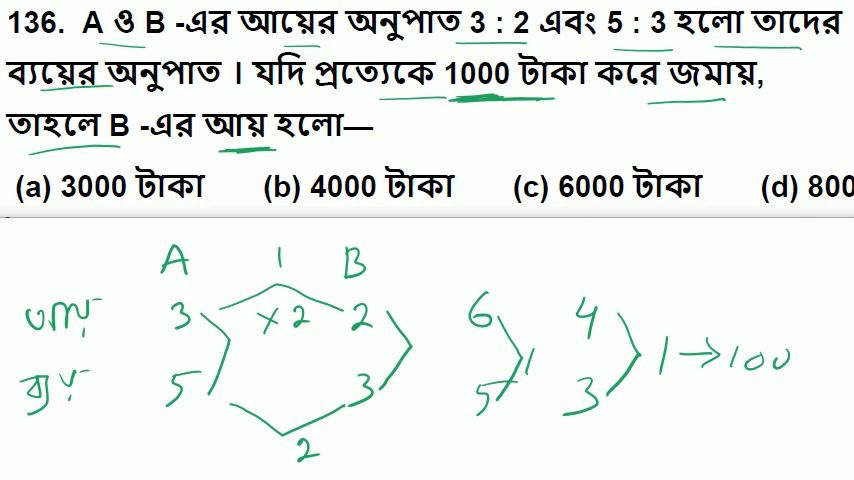 136. A ও B -এর আয়ের অনুপাত 3 : 2 এবং 5 : 3 হলো তাদের
ব্যয়ের অনুপাত । যদি প্রত্যেকে 1000 টাকা করে জমায়,
তাহলে B -এর আয় হলো—
(a) 3000 টাকা (b) 4000 টাকা (c) 6000 টাকা (d) 800
A 1 B
আয় 3 × 2 2 6 4
1 1 → 100
ব্যয় 5 3 5 3
2